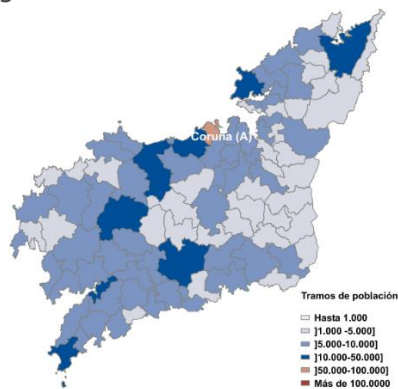 Coruña (A)
Tramos de población
Hasta 1.000
]1.000 -5.000]
]5.000-10.000]
]10.000-50.000]
]50.000-100.000]
Más de 100.0000